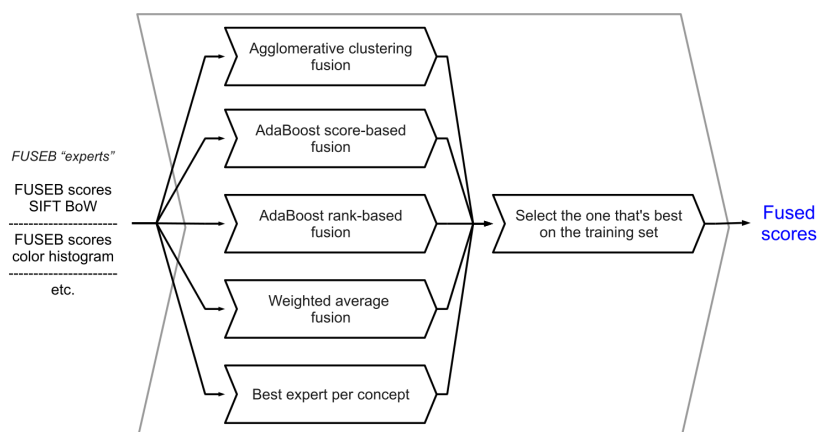 FUSEB “experts”
FUSEB scores
SIFT BoW
FUSEB scores
color histogram
etc.
Agglomerative clustering
fusion
AdaBoost score-based
fusion
AdaBoost rank-based
fusion
Weighted average
fusion
Best expert per concept
Select the one that's best
on the training set
Fused
scores